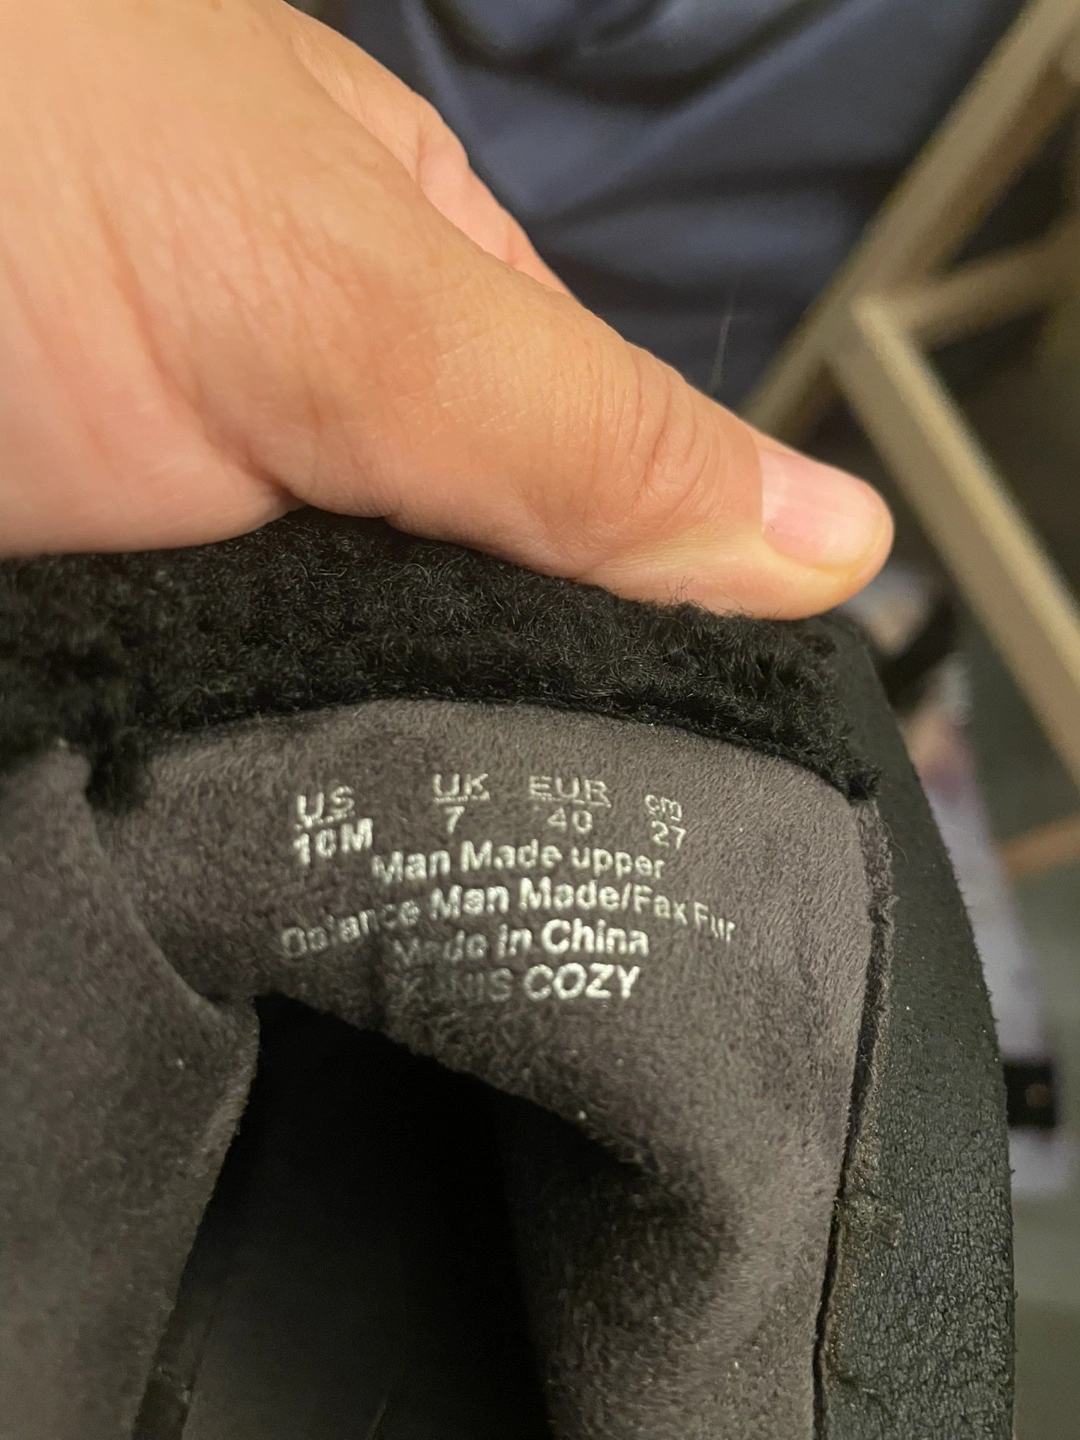 US UK EUR cm
10M 7 40 27
Man Made upper
Balance Man Made/Fax Fur
Made in China
COZY